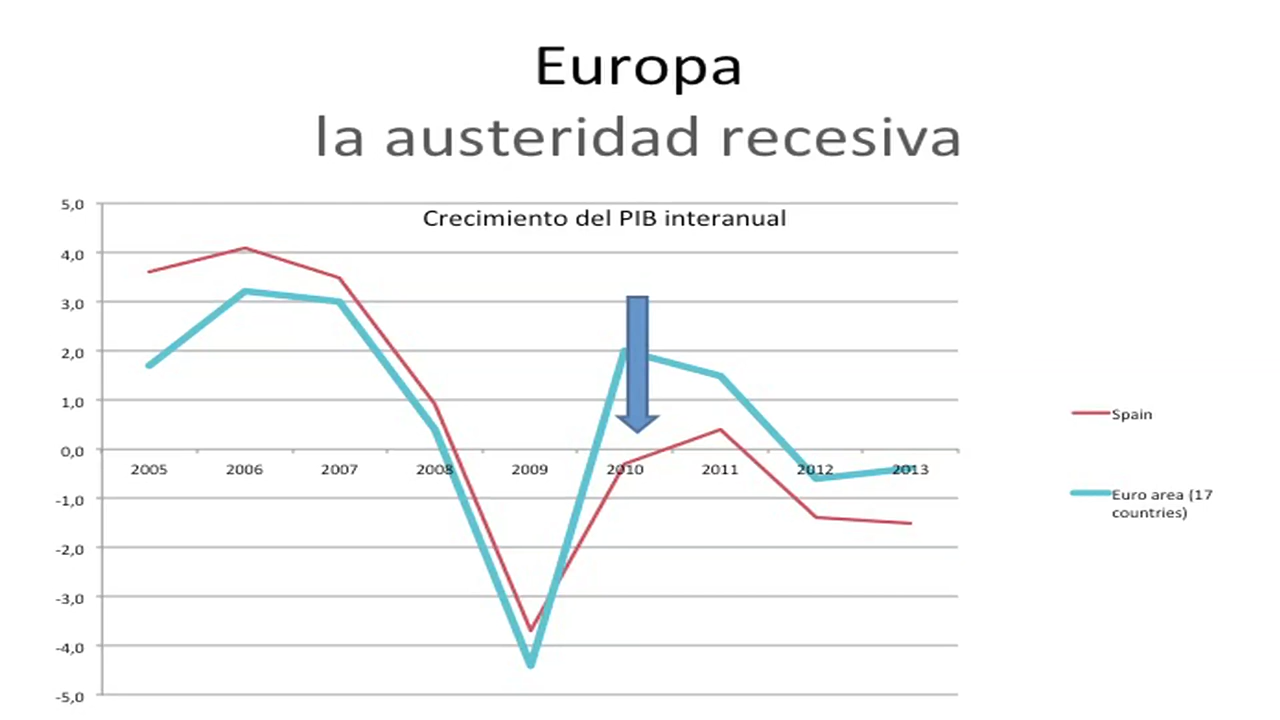 Europa
la austeridad recesiva
Crecimiento del PIB interanual
5,0
4,0
3,0
2,0
1,0
0,0
-1,0
-2,0
-3,0
-4,0
-5,0
2005 2006 2007 2008 2009 2010 2011 2012 2013
Spain
Euro area (17
countries)